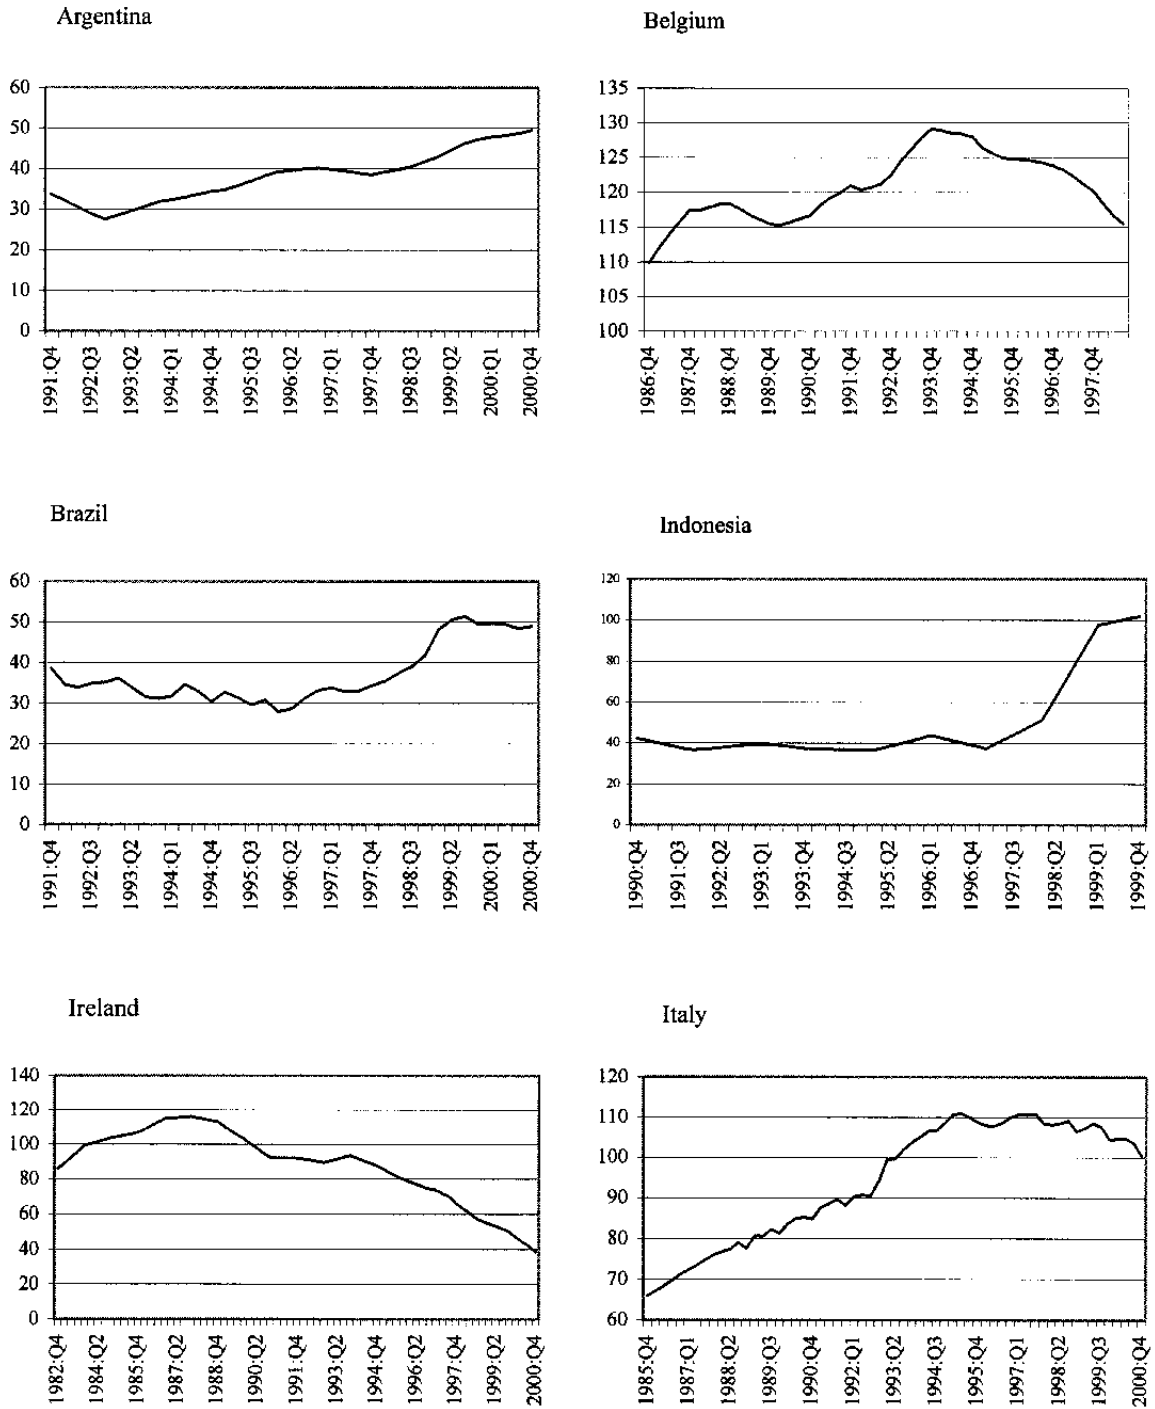 Argentina
60
50
40
30
20
10
0
1991:Q4
1992:Q3
1993:Q2
1994:Q1
1994:Q4
1995:Q3
1996:Q2
1997:Q1
1997:Q4
1998:Q3
1999:Q2
2000:Q1
2000:Q4
Belgium
135
130
125
120
115
110
105
100
1986:Q4
1987:Q4
1988:Q4
1989:Q4
1990:Q4
1991:Q4
1992:Q4
1993:Q4
1994:Q4
1995:Q4
1996:Q4
1997:Q4
Brazil
60
50
40
30
20
10
0
1991:Q4
1992:Q3
1993:Q2
1994:Q1
1994:Q4
1995:Q3
1996:Q2
1997:Q1
1997:Q4
1998:Q3
1999:Q2
2000:Q1
2000:Q4
Indonesia
120
100
80
60
40
20
0
1990:Q4
1991:Q3
1992:Q2
1993:Q1
1993:Q4
1994:Q3
1995:Q2
1996:Q1
1996:Q4
1997:Q3
1998:Q2
1999:Q1
1999:Q4
Ireland
140
120
100
80
60
40
20
0
1982:Q4
1984:Q2
1985:Q4
1987:Q2
1988:Q4
1990:Q2
1991:Q4
1993:Q2
1994:Q4
1996:Q2
1997:Q4
1999:Q2
2000:Q4
Italy
120
110
100
90
80
70
60
1985:Q4
1987:Q1
1988:Q2
1989:Q3
1990:Q4
1992:Q1
1993:Q2
1994:Q3
1995:Q4
1997:Q1
1998:Q2
1999:Q3
2000:Q4